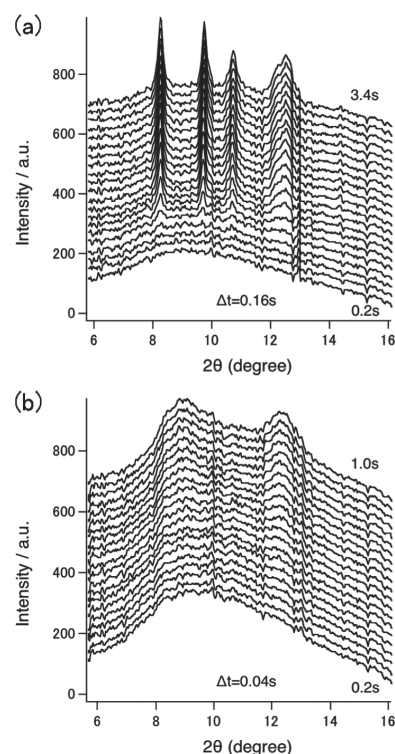 (a)
800
600
400
200
0
Intensity / a.u.
3.4s
Δt=0.16s
0.2s
6 8 10 12 14 16
2θ (degree)
(b)
800
600
400
200
0
Intensity / a.u.
1.0s
Δt=0.04s
0.2s
6 8 10 12 14 16
2θ (degree)